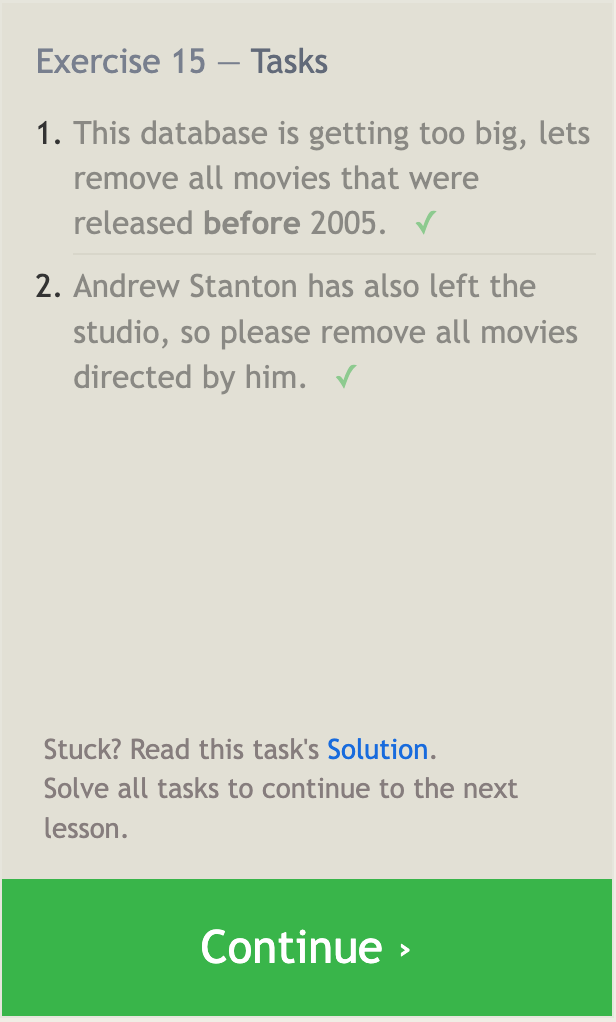 Exercise 15 — Tasks
1. This database is getting too big, lets
remove all movies that were
released before 2005. ✓
2. Andrew Stanton has also left the
studio, so please remove all movies
directed by him. ✓
Stuck? Read this task's Solution.
Solve all tasks to continue to the next
lesson.
Continue ›